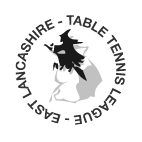 EAST LANCASHIRE - TABLE TENNIS LEAGUE -